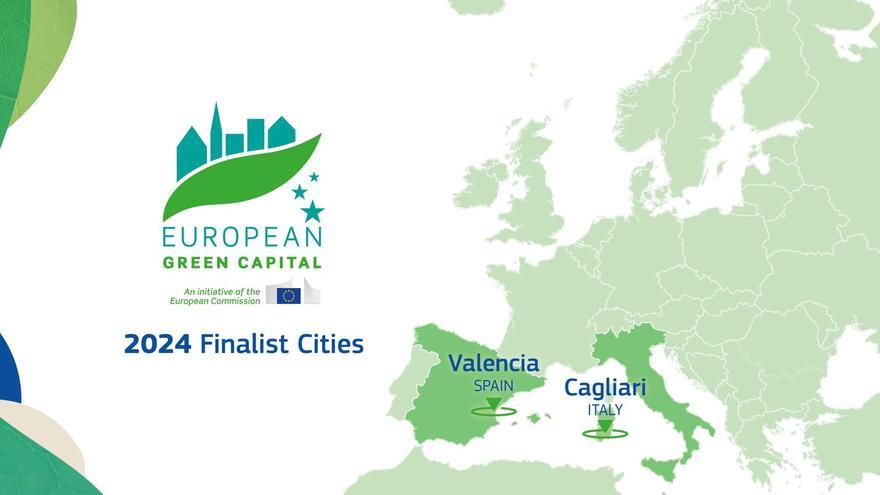 EUROPEAN
GREEN CAPITAL
An initiative of the
European Commission
2024 Finalist Cities
Valencia
SPAIN
Cagliari
ITALY